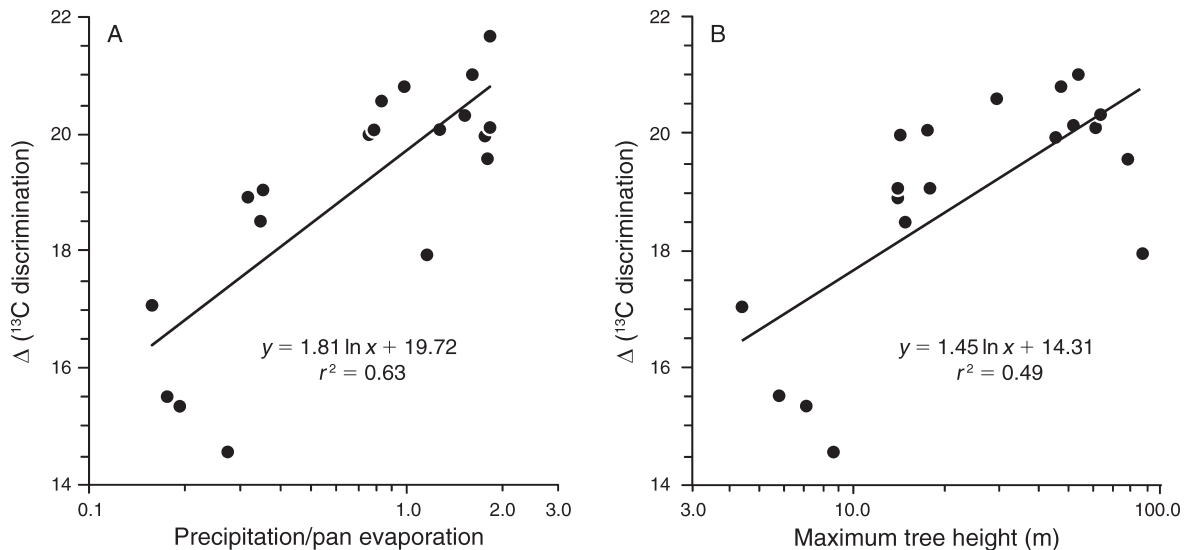 A
22
20
18
16
14
Δ (¹³C discrimination)
y = 1.81 ln x + 19.72
r² = 0.63
0.1
1.0
2.0
3.0
Precipitation/pan evaporation
B
22
20
18
16
14
Δ (¹³C discrimination)
y = 1.45 ln x + 14.31
r² = 0.49
3.0
10.0
100.0
Maximum tree height (m)